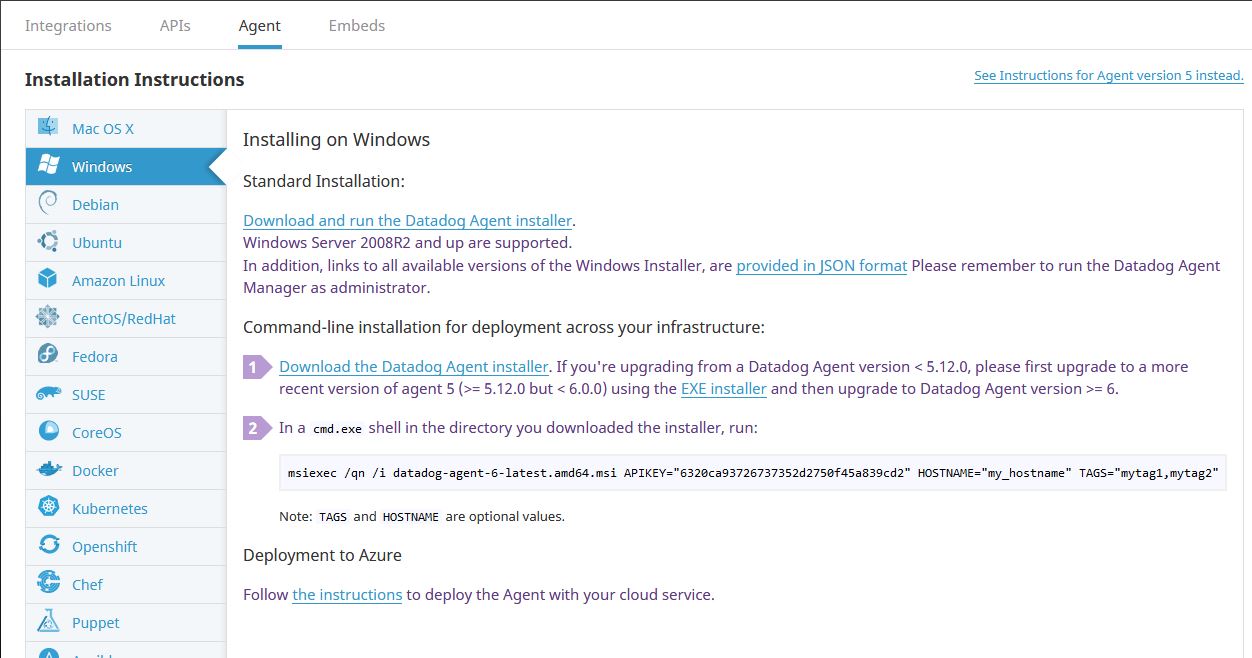 Integrations APIs Agent Embeds
Installation Instructions
See Instructions for Agent version 5 instead.
Mac OS X
Windows
Debian
Ubuntu
Amazon Linux
CentOS/RedHat
Fedora
SUSE
CoreOS
Docker
Kubernetes
Openshift
Chef
Puppet
Installing on Windows
Standard Installation:
Download and run the Datadog Agent installer.
Windows Server 2008R2 and up are supported.
In addition, links to all available versions of the Windows Installer, are provided in JSON format Please remember to run the Datadog Agent
Manager as administrator.
Command-line installation for deployment across your infrastructure:
1 Download the Datadog Agent installer. If you're upgrading from a Datadog Agent version < 5.12.0, please first upgrade to a more
recent version of agent 5 (>= 5.12.0 but < 6.0.0) using the EXE installer and then upgrade to Datadog Agent version >= 6.
2 In a cmd.exe shell in the directory you downloaded the installer, run:
msiexec /qn /i datadog-agent-6-latest.amd64.msi APIKEY="6320ca93726737352d2750f45a839cd2" HOSTNAME="my_hostname" TAGS="mytag1,mytag2"
Note: TAGS and HOSTNAME are optional values.
Deployment to Azure
Follow the instructions to deploy the Agent with your cloud service.